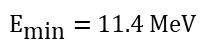 E_min = 11.4 MeV